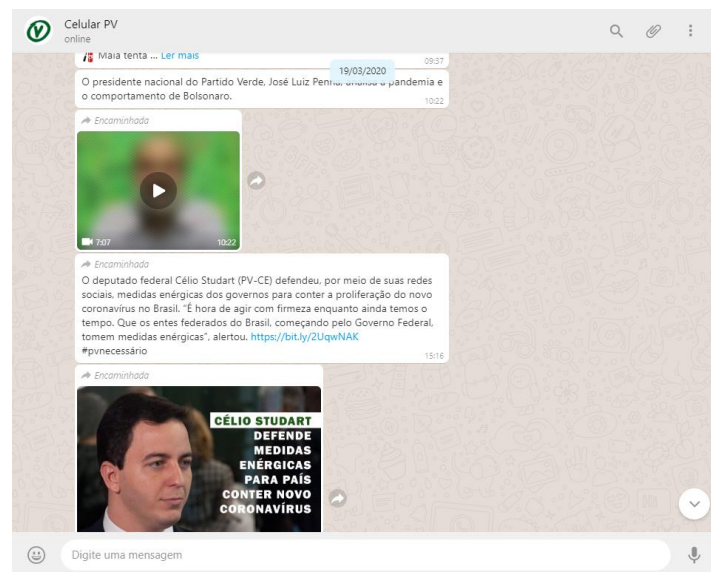 Celular PV
online
Maia tenta ... Ler mais
09:37
19/03/2020
O presidente nacional do Partido Verde, José Luiz Penna, analisa a pandemia e
o comportamento de Bolsonaro.
10:22
Encaminhada
7:07
10:22
Encaminhada
O deputado federal Célio Studart (PV-CE) defendeu, por meio de suas redes
sociais, medidas enérgicas dos governos para conter a proliferação do novo
coronavírus no Brasil. “É hora de agir com firmeza enquanto ainda temos o
tempo. Que os entes federados do Brasil, começando pelo Governo Federal,
tomem medidas enérgicas”, alertou. https://bit.ly/2UqwNAK
#pvnecessário
15:16
Encaminhada
CÉLIO STUDART
DEFENDE
MEDIDAS
ENÉRGICAS
PARA PAÍS
CONTER NOVO
CORONAVÍRUS
Digite uma mensagem